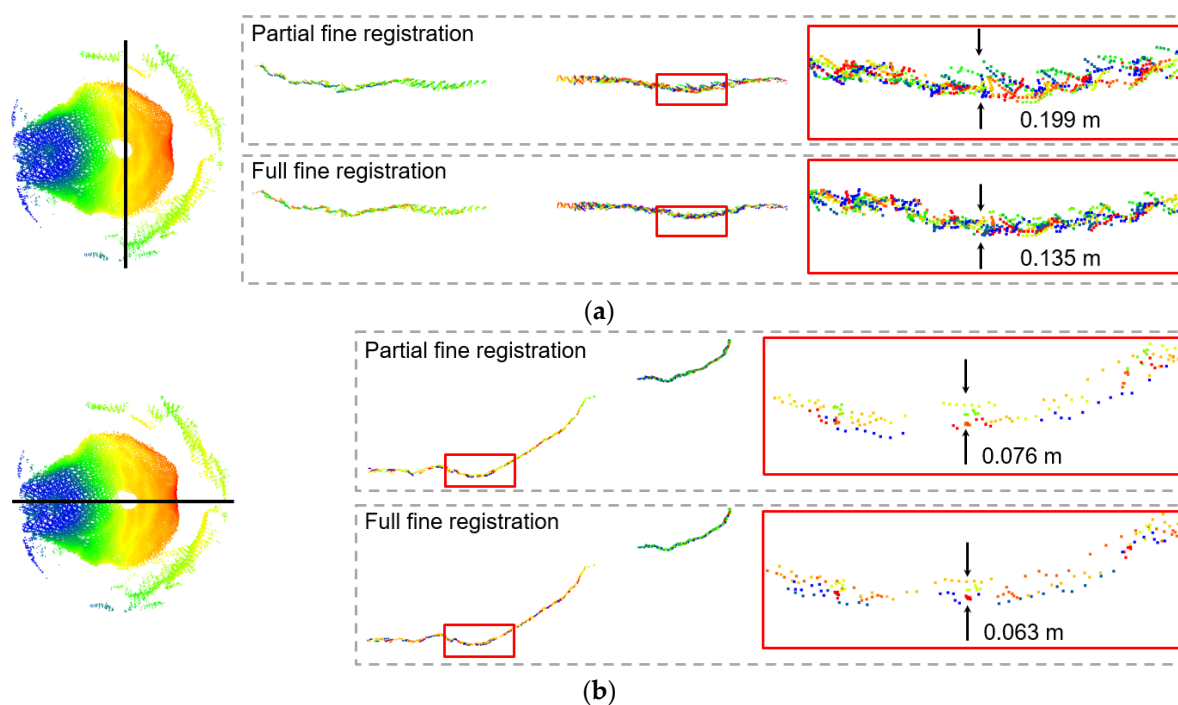 Partial fine registration
0.199 m
Full fine registration
0.135 m
(a)
Partial fine registration
0.076 m
Full fine registration
0.063 m
(b)